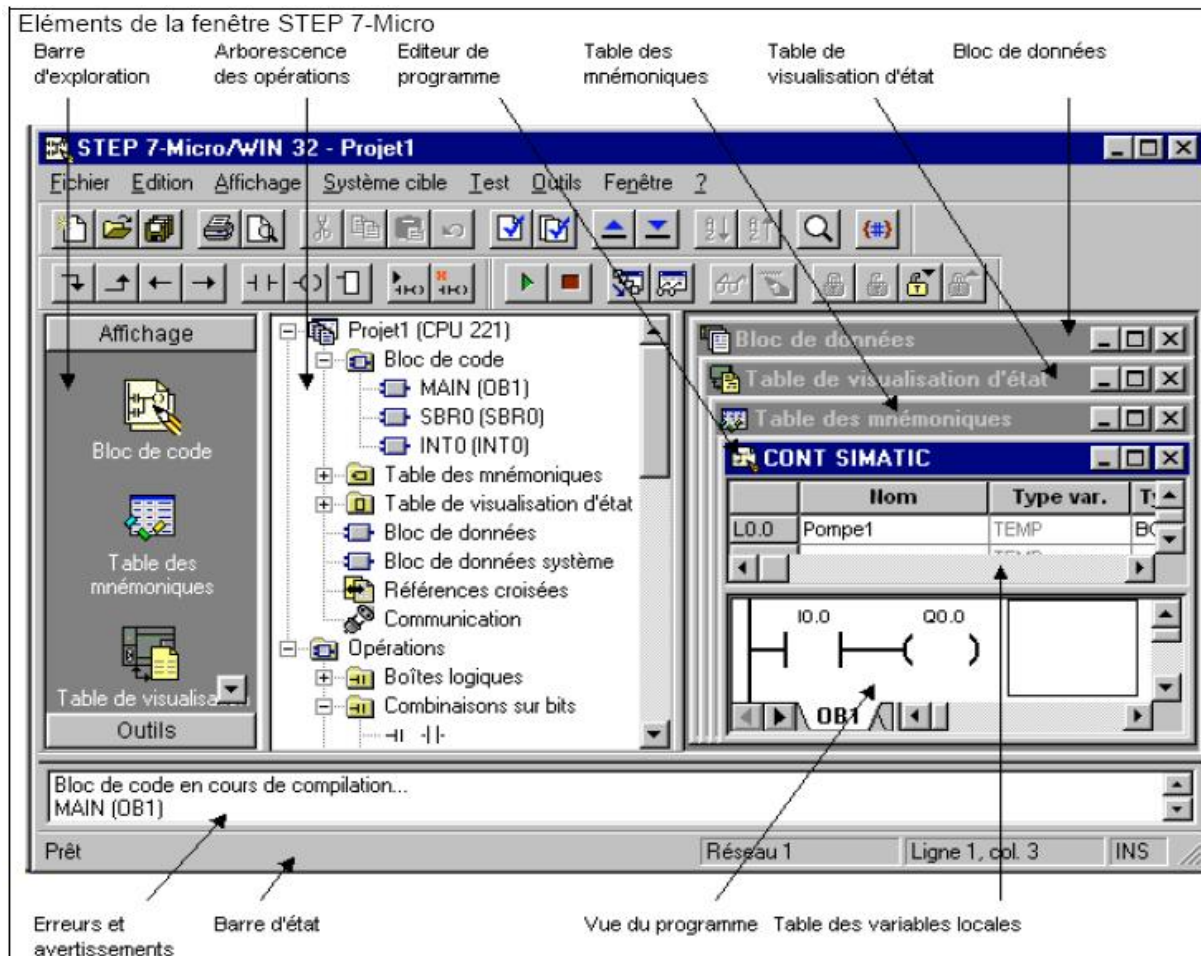 Eléments de la fenêtre STEP 7-Micro
Barre d'exploration
Arborescence des opérations
Editeur de programme
Table des mnémoniques
Table de visualisation d'état
Bloc de données
STEP 7-Micro/WIN 32 - Projet1
Fichier Edition Affichage Système cible Test Outils Fenêtre ?
Affichage
Bloc de code
Table des mnémoniques
Table de visualisa
Outils
Projet1 (CPU 221)
Bloc de code
MAIN (OB1)
SBR0 (SBR0)
INT0 (INT0)
Table des mnémoniques
Table de visualisation d'état
Bloc de données
Bloc de données système
Références croisées
Communication
Opérations
Boîtes logiques
Combinaisons sur bits
Bloc de données
Table de visualisation d'état
Table des mnémoniques
CONT SIMATIC
Nom Type var. Ty
L0.0 Pompe1 TEMP BO
TEMP
I0.0 Q0.0
OB1
Bloc de code en cours de compilation...
MAIN (OB1)
Prêt Réseau 1 Ligne 1, col. 3 INS
Erreurs et avertissements
Barre d'état
Vue du programme
Table des variables locales